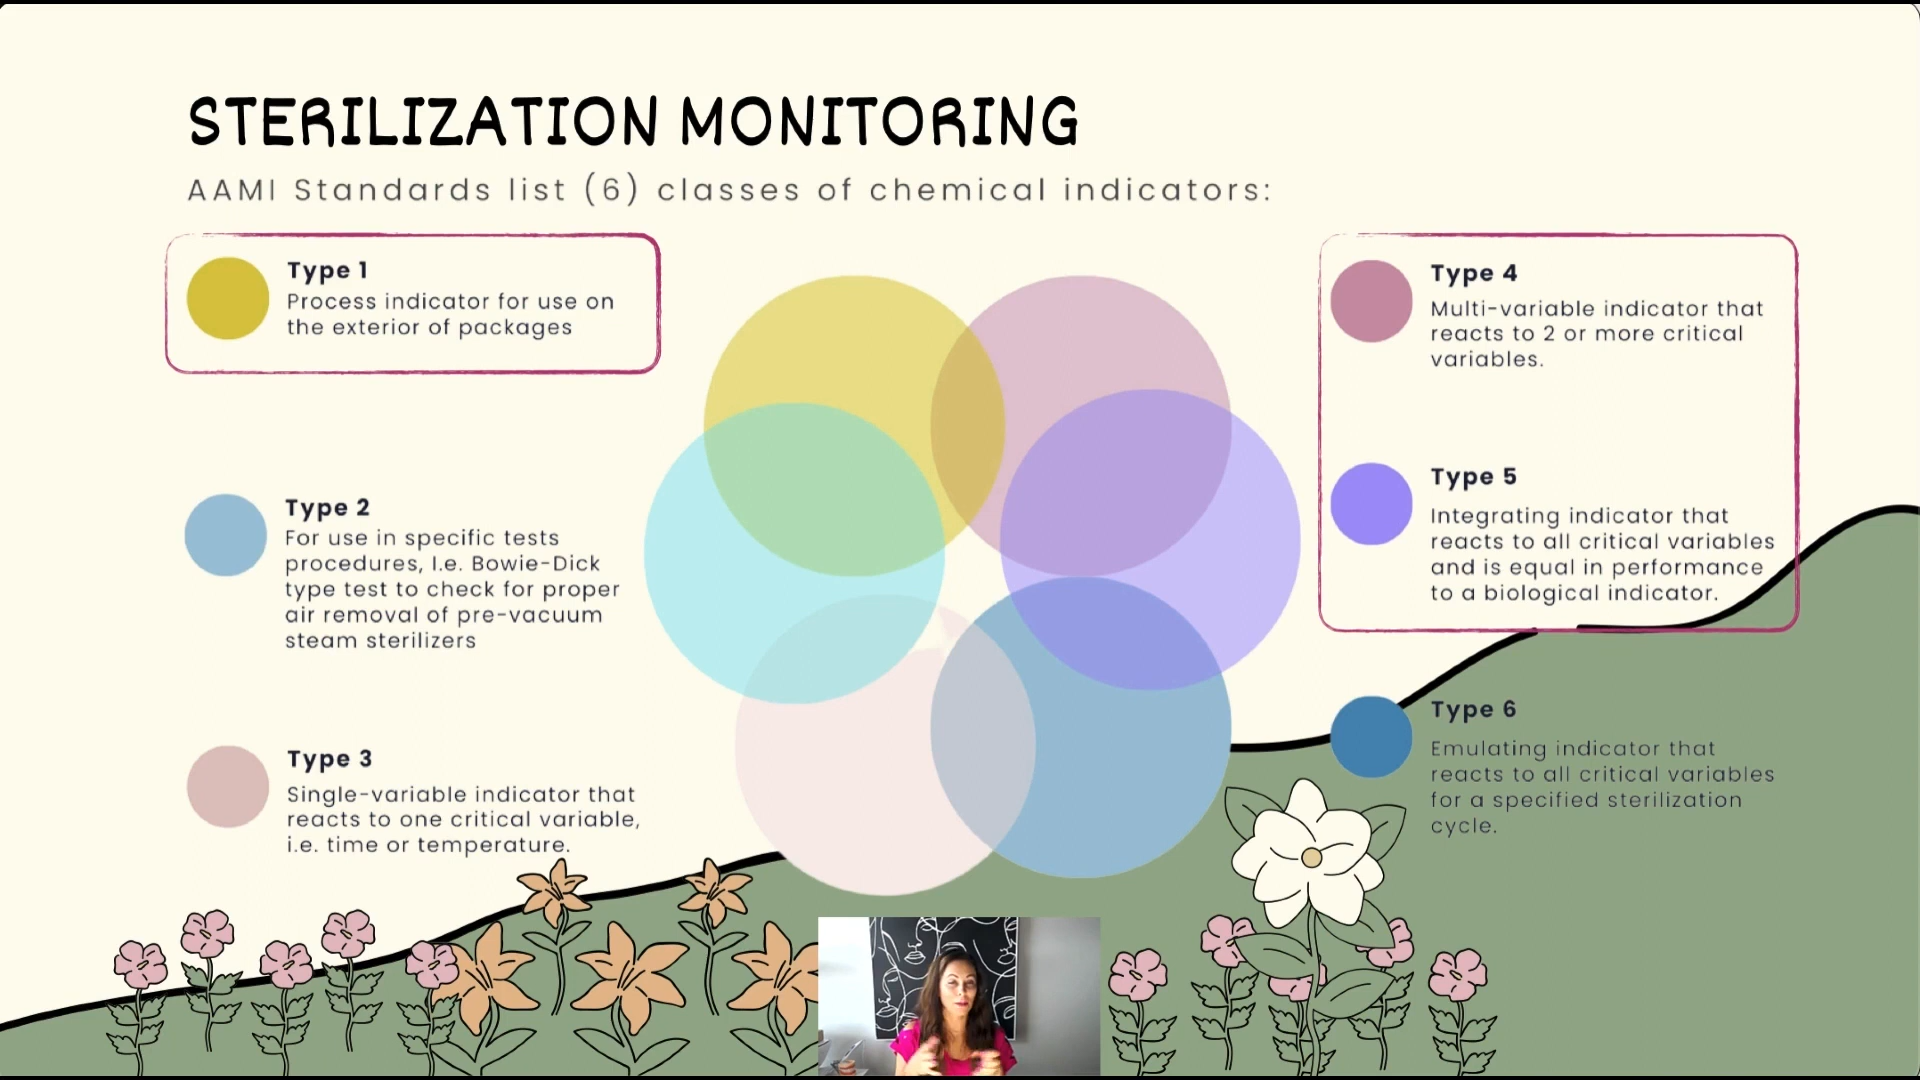 STERILIZATION MONITORING
AAMI Standards list (6) classes of chemical indicators:
Type 1
Process indicator for use on
the exterior of packages
Type 2
For use in specific tests
procedures, I.e. Bowie-Dick
type test to check for proper
air removal of pre-vacuum
steam sterilizers
Type 3
Single-variable indicator that
reacts to one critical variable,
i.e. time or temperature.
Type 4
Multi-variable indicator that
reacts to 2 or more critical
variables.
Type 5
Integrating indicator that
reacts to all critical variables
and is equal in performance
to a biological indicator.
Type 6
Emulating indicator that
reacts to all critical variables
for a specified sterilization
cycle.